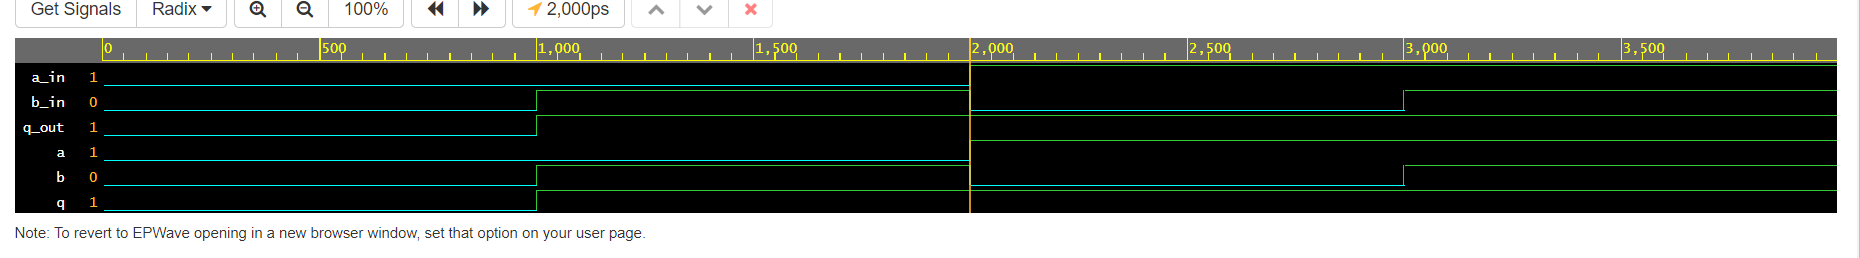 Get Signals Radix 100% 2,000ps
0 500 1,000 1,500 2,000 2,500 3,000 3,500
a_in 1
b_in 0
q_out 1
a 1
b 0
q 1
Note: To revert to EPWave opening in a new browser window, set that option on your user page.